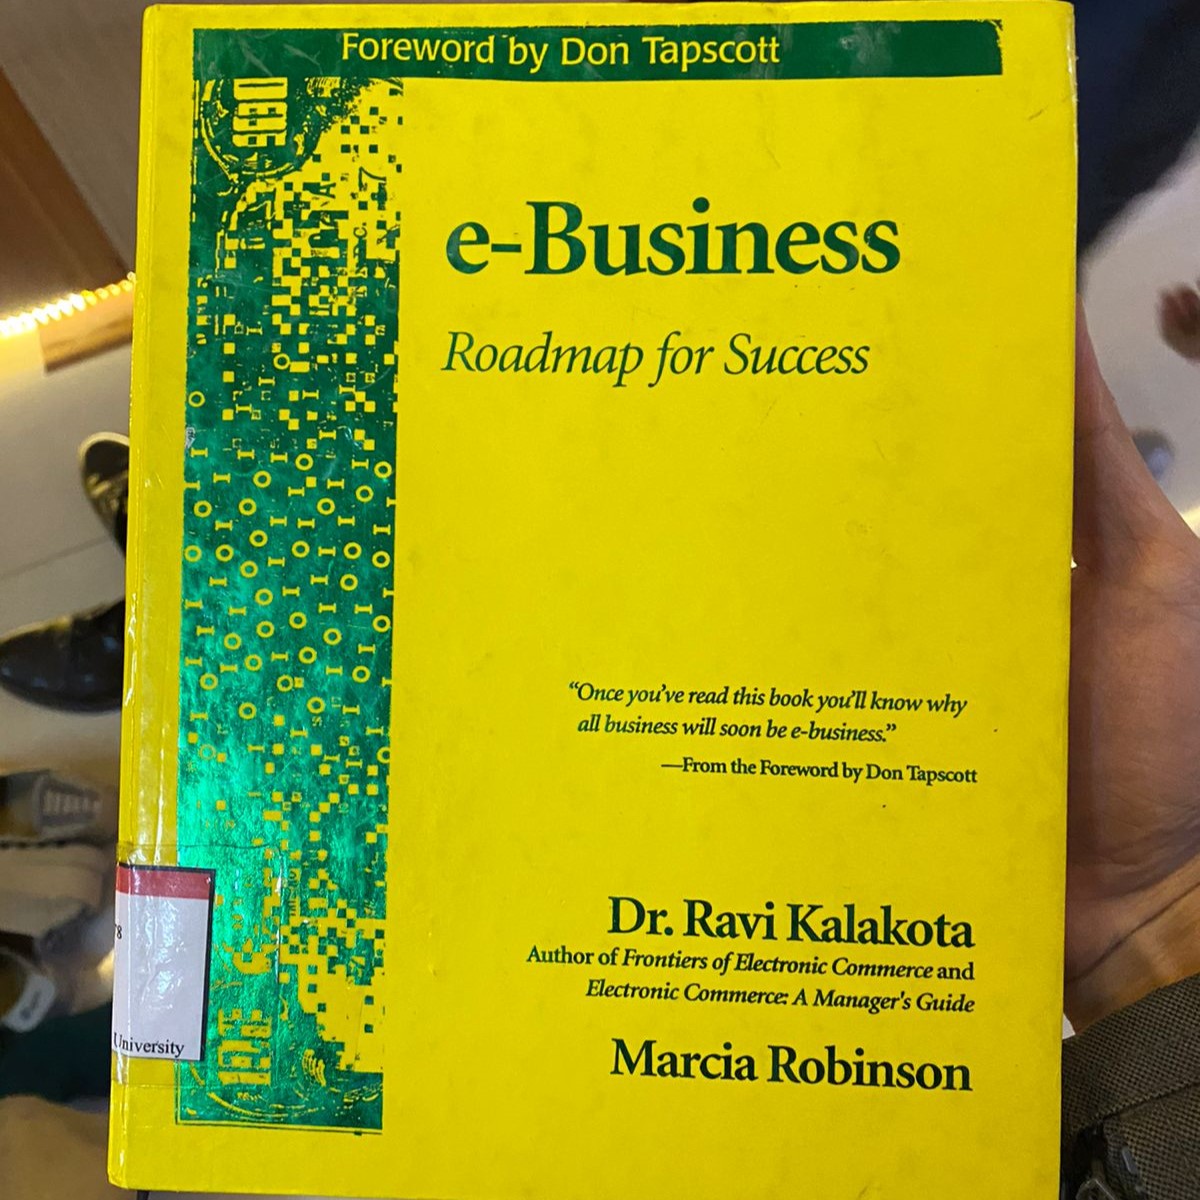 Foreword by Don Tapscott
e-Business
Roadmap for Success
“Once you’ve read this book you’ll know why
all business will soon be e-business.”
—From the Foreword by Don Tapscott
Dr. Ravi Kalakota
Author of Frontiers of Electronic Commerce and
Electronic Commerce: A Manager's Guide
Marcia Robinson
University